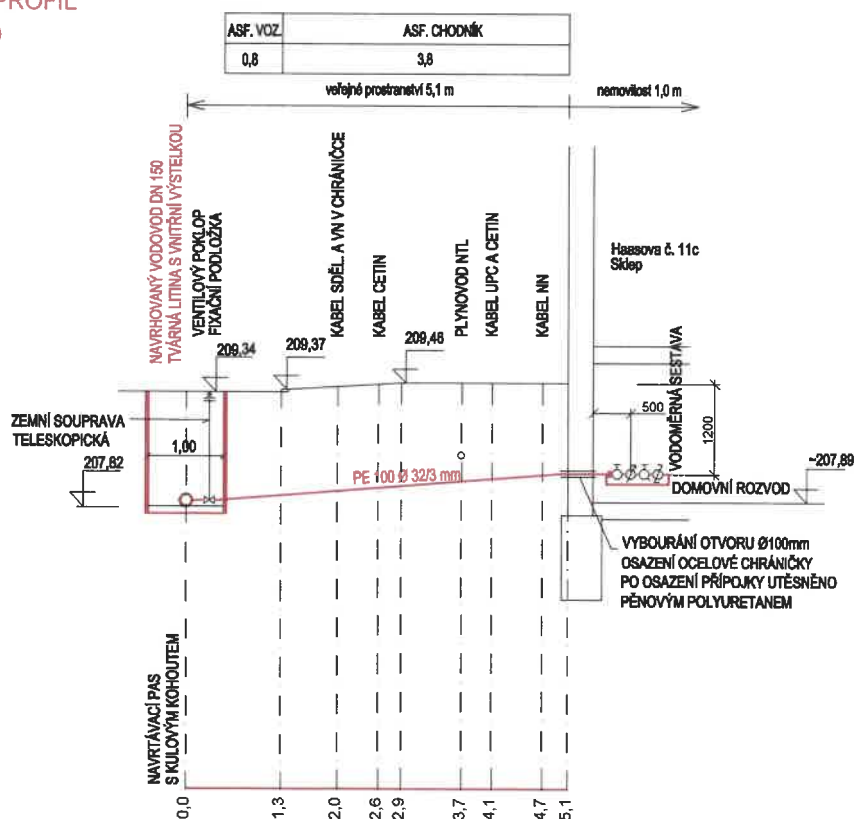 PROFIL
ASF. VOZ.
ASF. CHODNÍK
0,8
3,8
veřejné prostranství 5,1 m
nemovitost 1,0 m
NAVRHOVANÝ VODOVOD DN 150
TVÁRNÁ LITINA S VNITŘNÍ VÝSTELKOU
VENTILOVÝ POKLOP
FIXAČNÍ PODLOŽKA
KABEL SDĚL. A VN V CHRÁNIČCE
KABEL CETIN
PLYNOVOD NTL
KABEL UPC A CETIN
KABEL NN
Haasova č. 11c
Sklep
209,34
209,37
209,48
VODOMĚRNÁ SESTAVA
500
1200
ZEMNÍ SOUPRAVA
TELESKOPICKÁ
1,00
207,62
PE 100 Ø 32/3 mm
~207,89
DOMOVNÍ ROZVOD
VYBOURÁNÍ OTVORU Ø100mm
OSAZENÍ OCELOVÉ CHRÁNIČKY
PO OSAZENÍ PŘÍPOJKY UTĚSNĚNO
PĚNOVÝM POLYURETANEM
NAVRTÁVACÍ PAS
S KULOVÝM KOHOUTEM
0,0
1,3
2,0
2,6
2,9
3,7
4,1
4,7
5,1